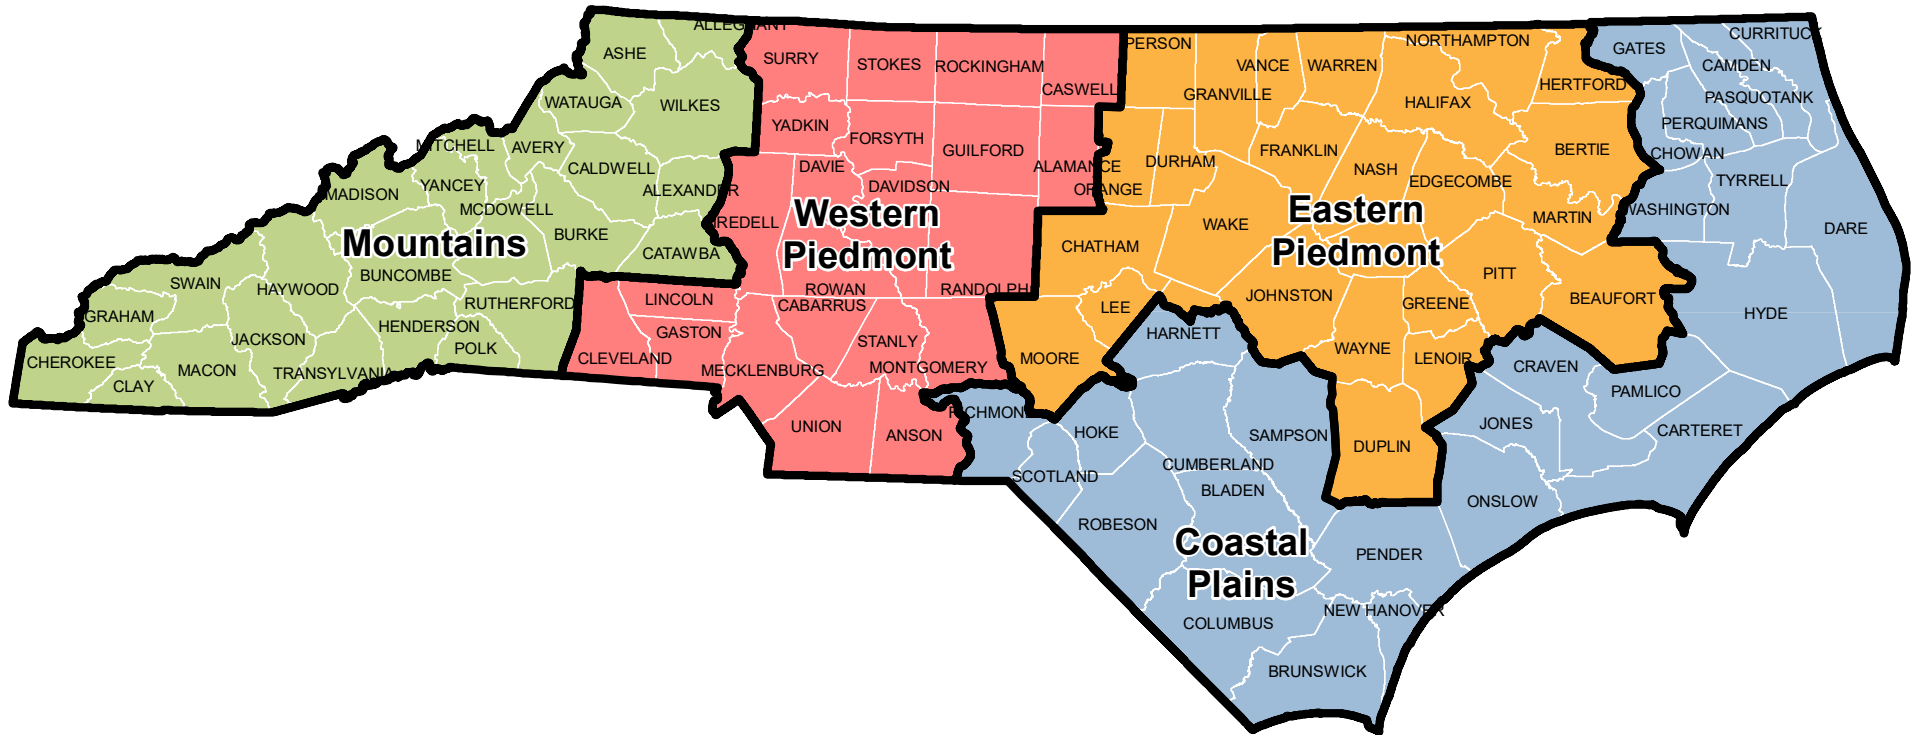 ALLEGHANY
ASHE
WATAUGA
WILKES
MITCHELL
AVERY
CALDWELL
ALEXANDER
MADISON
YANCEY
MCDOWELL
BURKE
CATAWBA
Mountains
SWAIN
HAYWOOD
BUNCOMBE
RUTHERFORD
GRAHAM
HENDERSON
JACKSON
POLK
CHEROKEE
CLAY
MACON
TRANSYLVANIA
SURRY
STOKES
ROCKINGHAM
CASWELL
YADKIN
FORSYTH
GUILFORD
ALAMANCE
DAVIE
DAVIDSON
IREDELL
Western
Piedmont
ROWAN
RANDOLPH
LINCOLN
CABARRUS
GASTON
STANLY
CLEVELAND
MECKLENBURG
MONTGOMERY
UNION
ANSON
PERSON
VANCE
WARREN
NORTHAMPTON
GRANVILLE
HALIFAX
HERTFORD
ORANGE
DURHAM
FRANKLIN
NASH
EDGECOMBE
BERTIE
MARTIN
CHATHAM
WAKE
Eastern
Piedmont
PITT
BEAUFORT
LEE
JOHNSTON
GREENE
MOORE
WAYNE
LENOIR
DUPLIN
GATES
CURRITUCK
CAMDEN
PASQUOTANK
PERQUIMANS
CHOWAN
TYRRELL
WASHINGTON
DARE
HYDE
HARNETT
CRAVEN
PAMLICO
RICHMOND
HOKE
SAMPSON
JONES
CARTERET
SCOTLAND
CUMBERLAND
BLADEN
ONSLOW
ROBESON
Coastal
Plains
PENDER
COLUMBUS
NEW HANOVER
BRUNSWICK